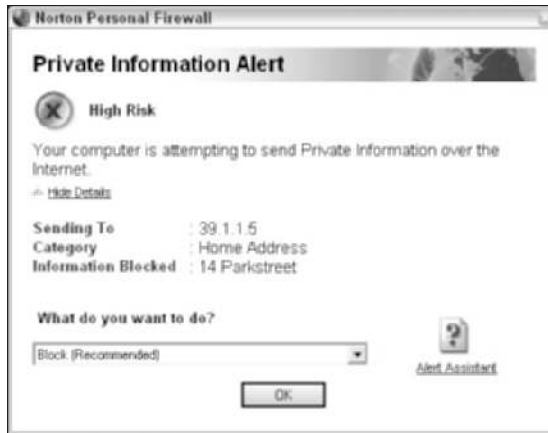 Norton Personal Firewall
Private Information Alert
High Risk
Your computer is attempting to send Private Information over the
Internet.
Hide Details
Sending To : 39.1.1.5
Category : Home Address
Information Blocked : 14 Parkstreet
What do you want to do?
Block (Recommended)
Alert Assistant
OK